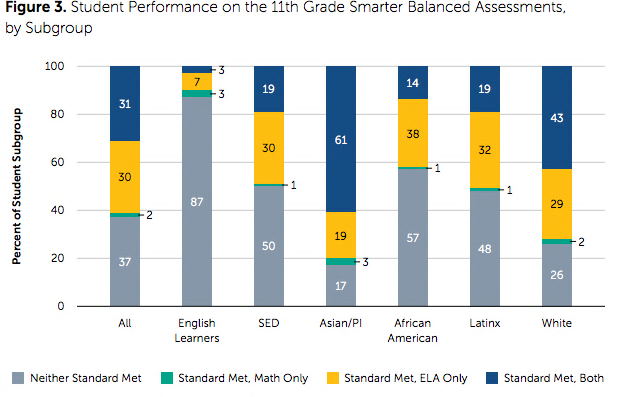 Figure 3. Student Performance on the 11th Grade Smarter Balanced Assessments,
by Subgroup
Percent of Student Subgroup
100
80
60
40
20
0
31
30
2
37
3
7
3
87
19
30
1
50
61
19
3
17
14
38
1
57
19
32
1
48
43
29
2
26
All
English
Learners
SED
Asian/PI
African
American
Latinx
White
Neither Standard Met
Standard Met, Math Only
Standard Met, ELA Only
Standard Met, Both